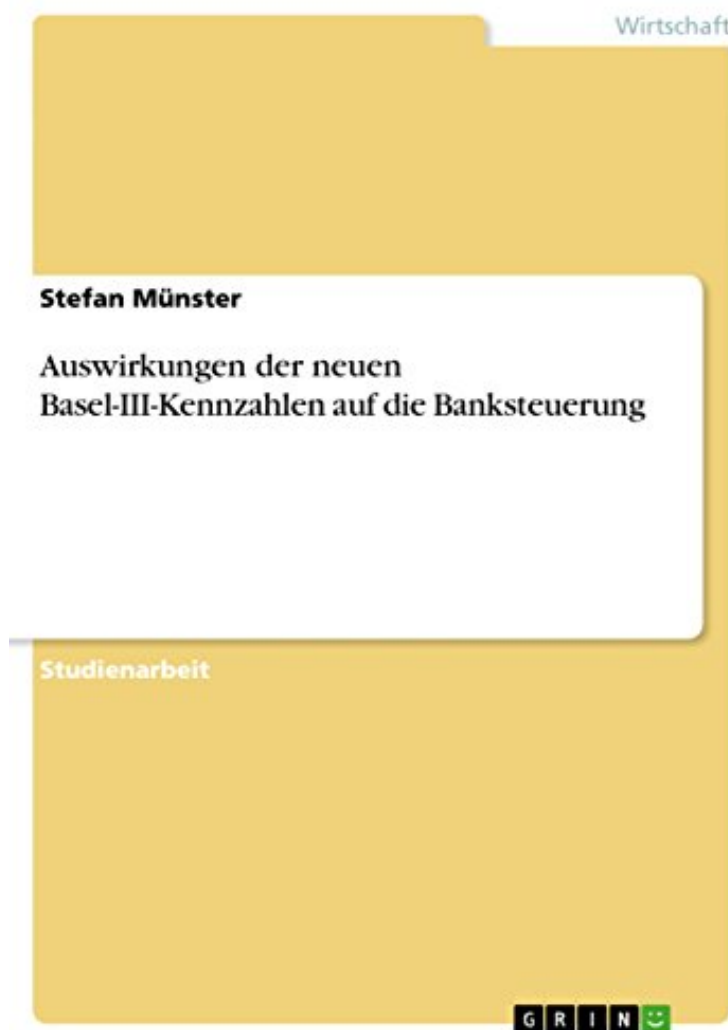 Wirtschaft
Stefan Münster
Auswirkungen der neuen
Basel-III-Kennzahlen auf die Banksteuerung
Studienarbeit
GRIN